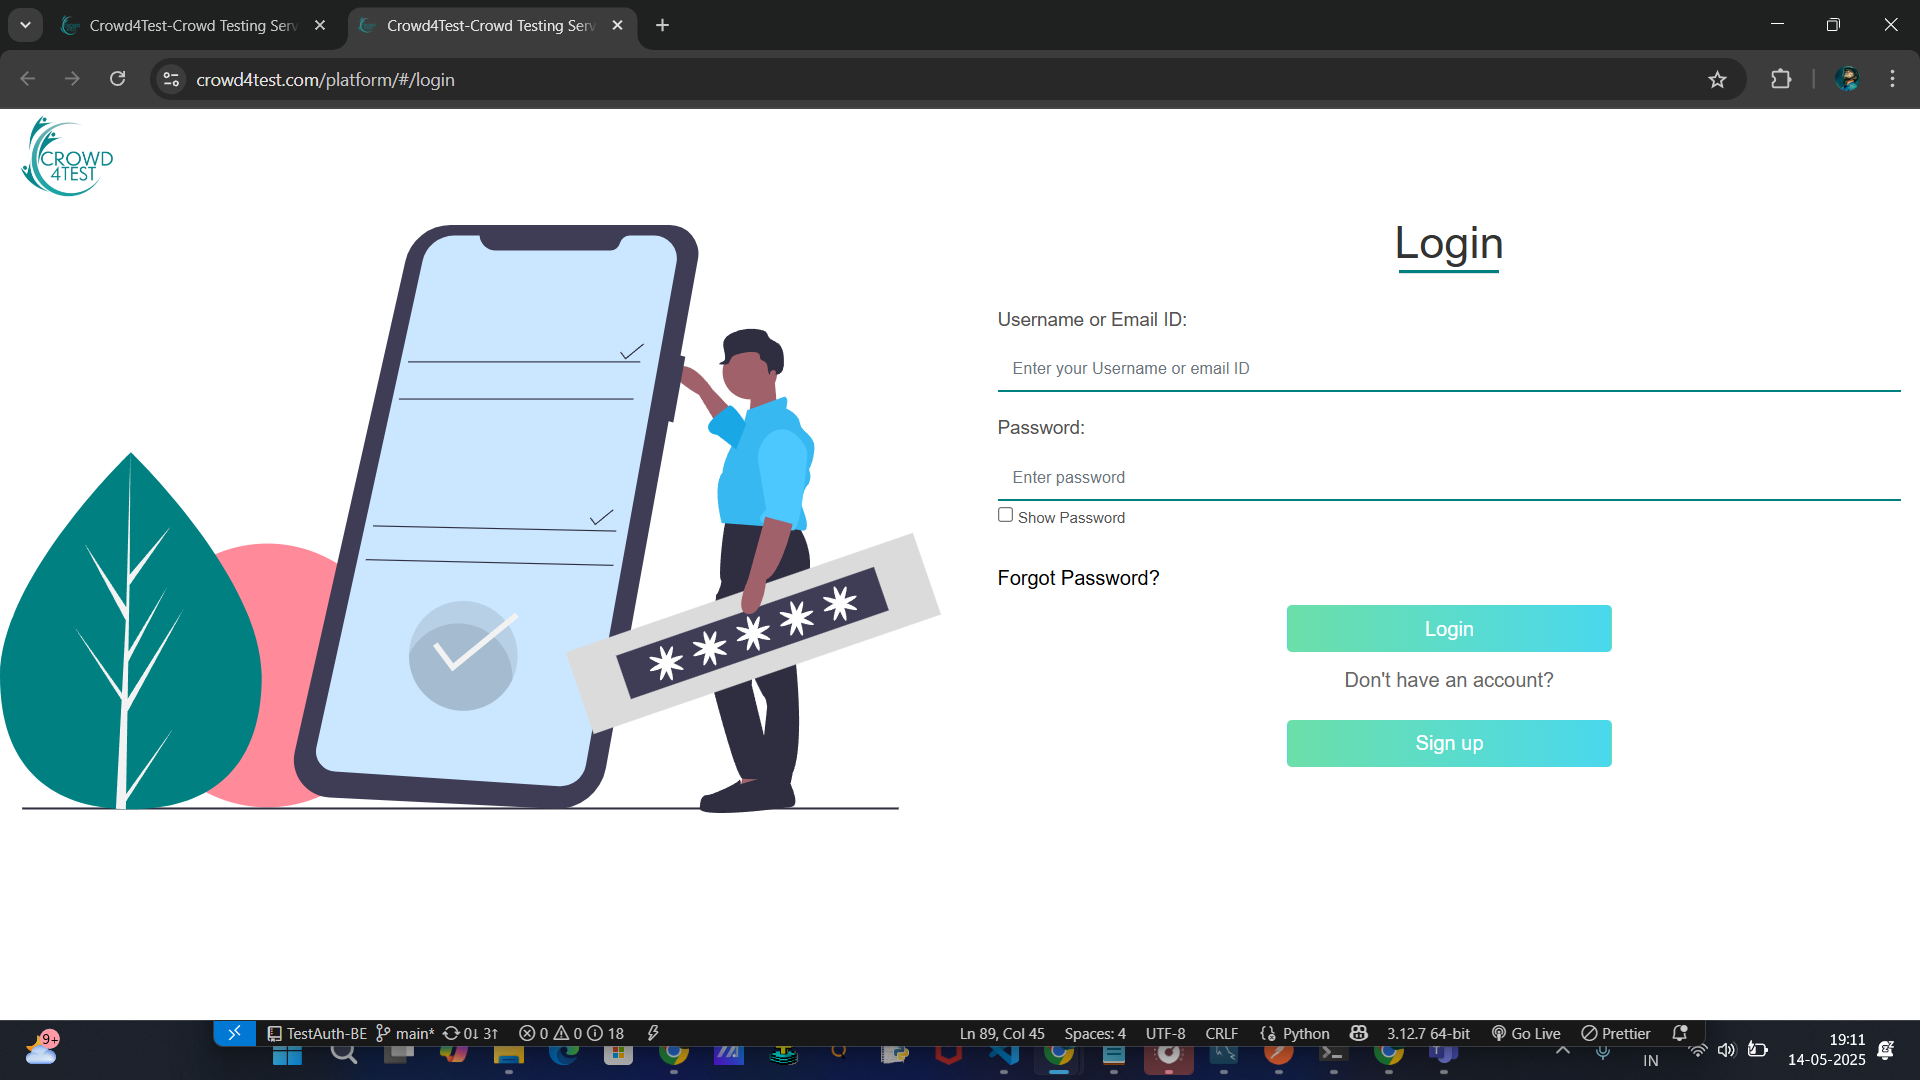 Crowd4Test-Crowd Testing Serv
Crowd4Test-Crowd Testing Serv
crowd4test.com/platform/#/login
CROWD
4TEST
Login
Username or Email ID:
Enter your Username or email ID
Password:
Enter password
Show Password
Forgot Password?
Login
Don't have an account?
Sign up
9+
TestAuth-BE main* 0↓ 3↑ 0 0 18
Ln 89, Col 45 Spaces: 4 UTF-8 CRLF Python 3.12.7 64-bit Go Live Prettier
IN
19:11
14-05-2025